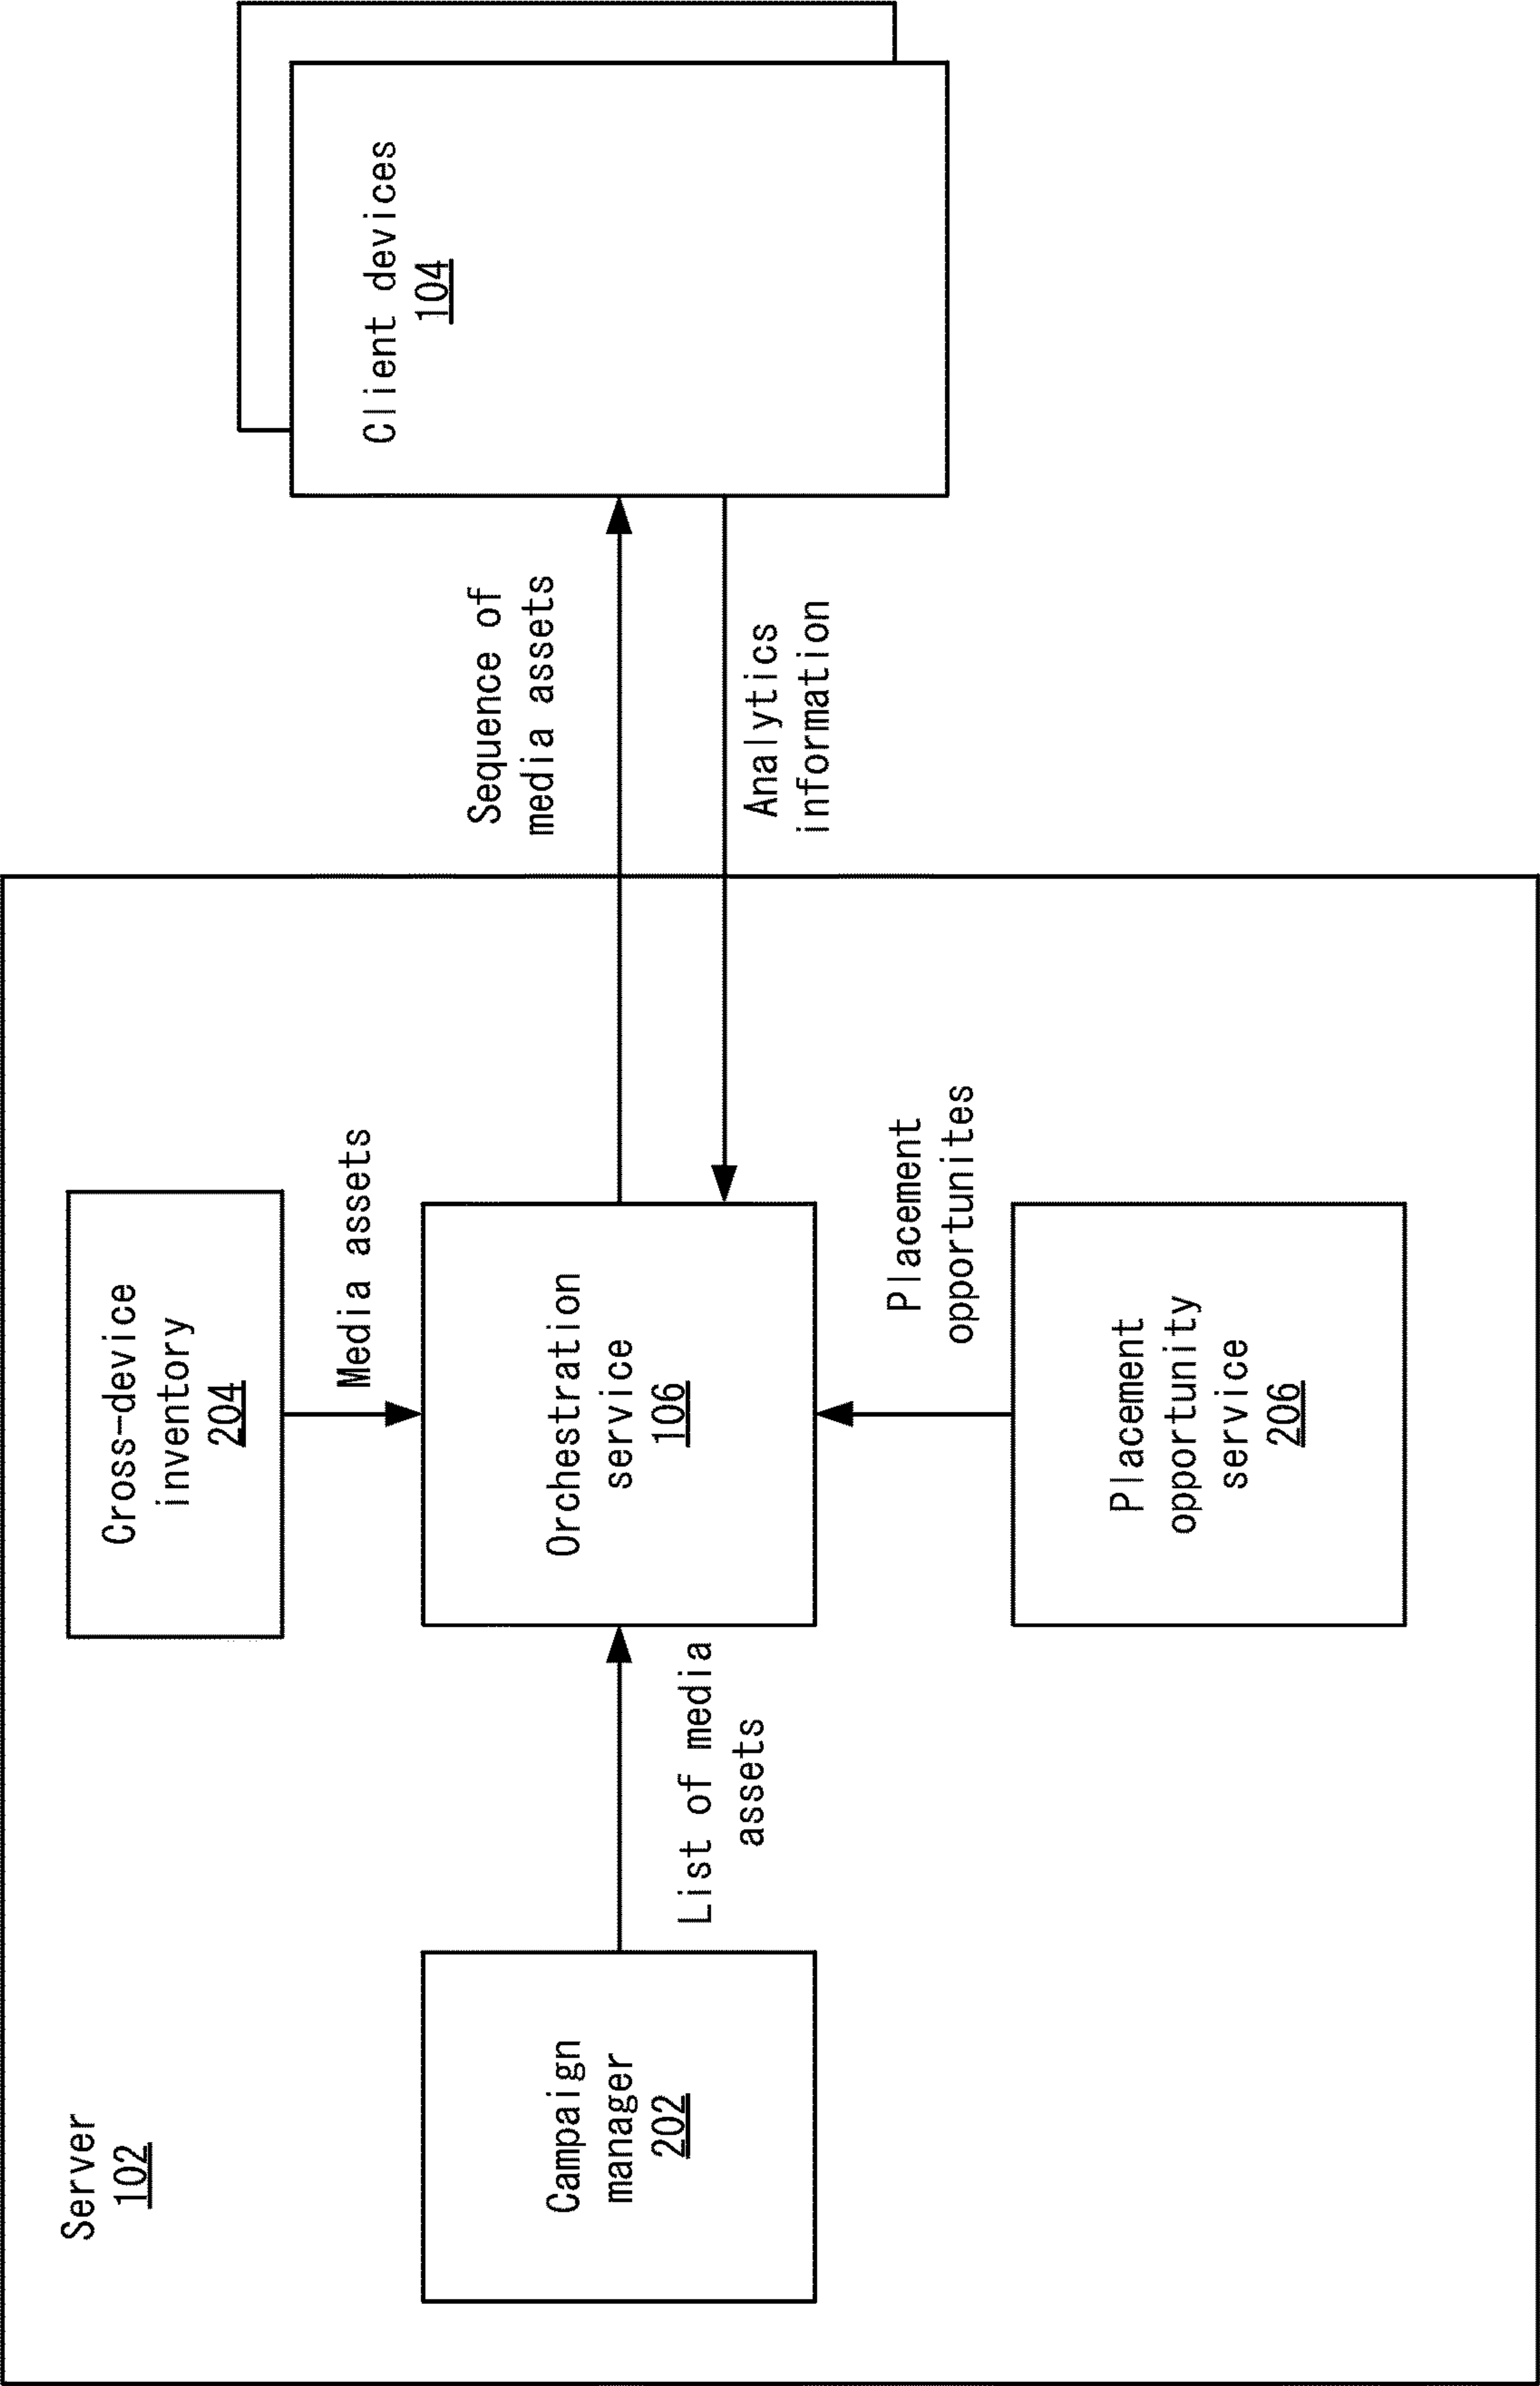 Server
102
Cross-device
inventory
204
Media assets
Campaign
manager
202
List of media
assets
Orchestration
service
106
Sequence of
media assets
Analytics
information
Client devices
104
Placement
opportunites
Placement
opportunity
service
206